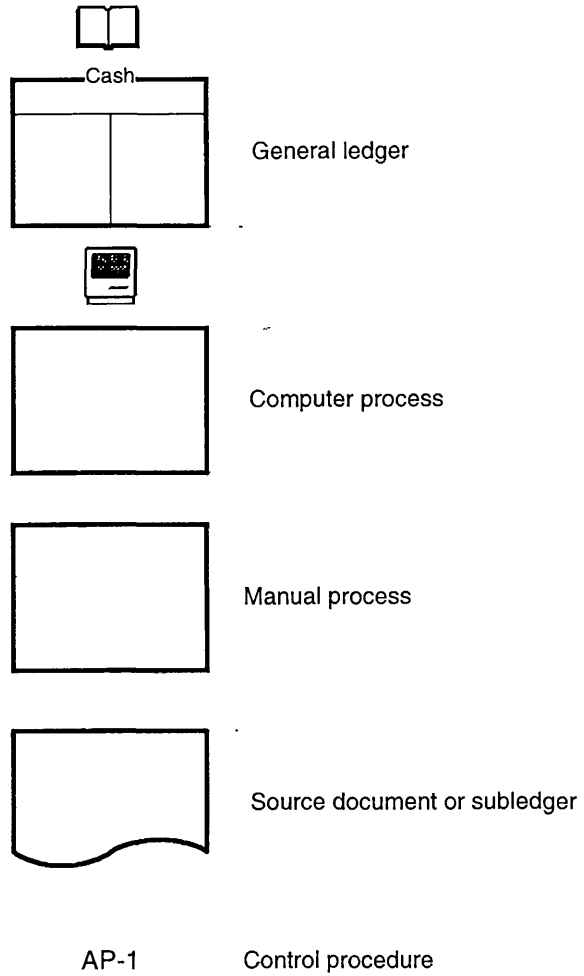 Cash
General ledger
Computer process
Manual process
Source document or subledger
AP-1 Control procedure